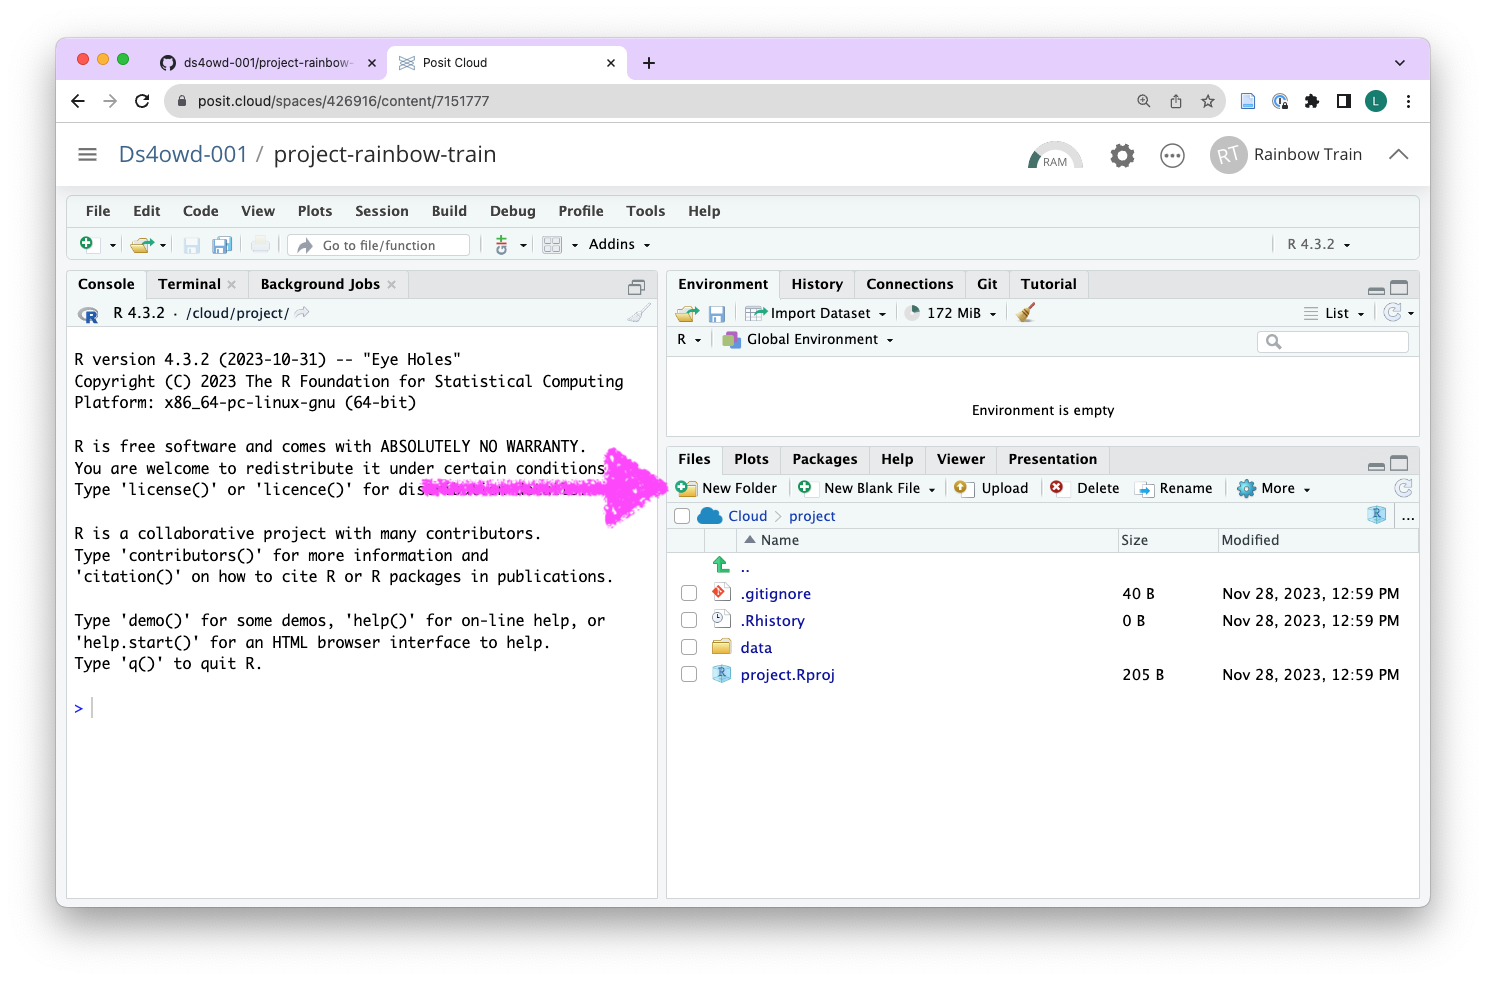 ds4owd-001/project-rainbow-
Posit Cloud
posit.cloud/spaces/426916/content/7151777
L
Ds4owd-001 / project-rainbow-train
RAM
RT
Rainbow Train
File Edit Code View Plots Session Build Debug Profile Tools Help
Go to file/function
Git
Addins
R 4.3.2
Console Terminal Background Jobs
R 4.3.2 · /cloud/project/
R version 4.3.2 (2023-10-31) -- "Eye Holes"
Copyright (C) 2023 The R Foundation for Statistical Computing
Platform: x86_64-pc-linux-gnu (64-bit)
R is free software and comes with ABSOLUTELY NO WARRANTY.
You are welcome to redistribute it under certain conditions
Type 'license()' or 'licence()' for
R is a collaborative project with many contributors.
Type 'contributors()' for more information and
'citation()' on how to cite R or R packages in publications.
Type 'demo()' for some demos, 'help()' for on-line help, or
'help.start()' for an HTML browser interface to help.
Type 'q()' to quit R.
>
Environment History Connections Git Tutorial
Import Dataset 172 MiB List
R Global Environment
Environment is empty
Files Plots Packages Help Viewer Presentation
New Folder New Blank File Upload Delete Rename More
Cloud > project
R
...
Name Size Modified
..
.gitignore 40 B Nov 28, 2023, 12:59 PM
.Rhistory 0 B Nov 28, 2023, 12:59 PM
data
project.Rproj 205 B Nov 28, 2023, 12:59 PM